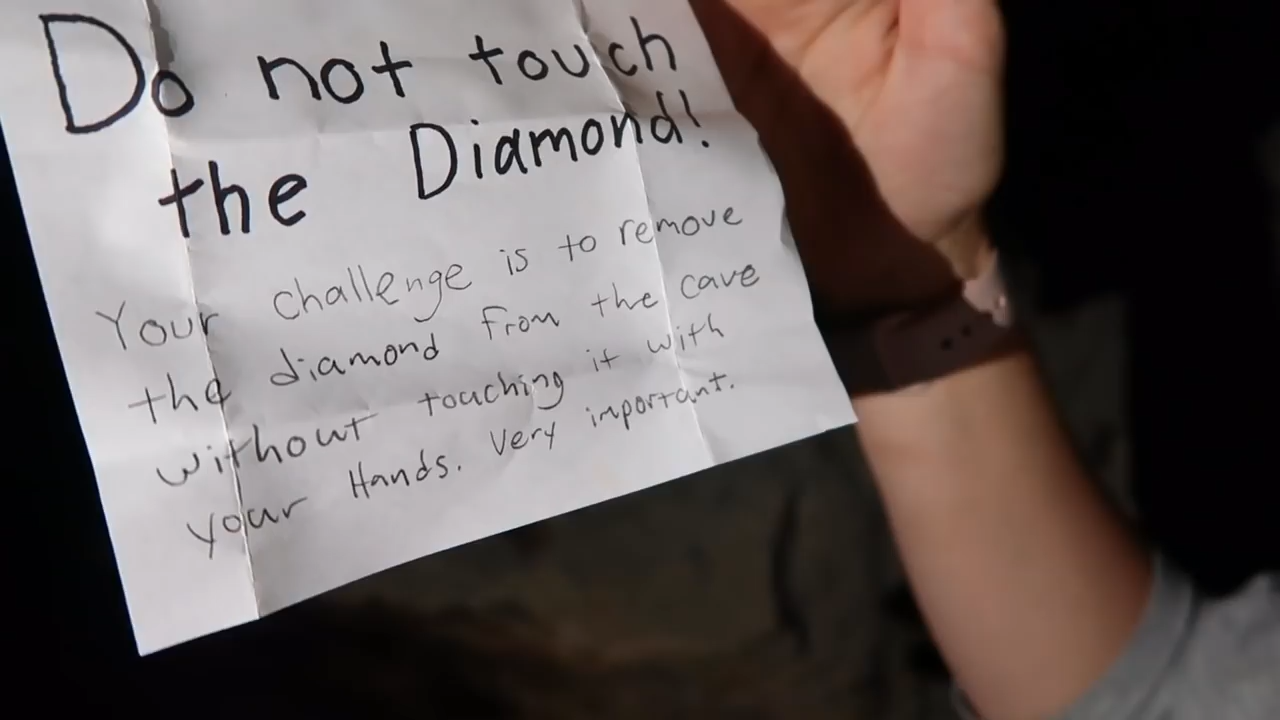 Do not touch
the Diamond!
Your challenge is to remove
the diamond from the cave
without touching it with
your Hands. Very important.